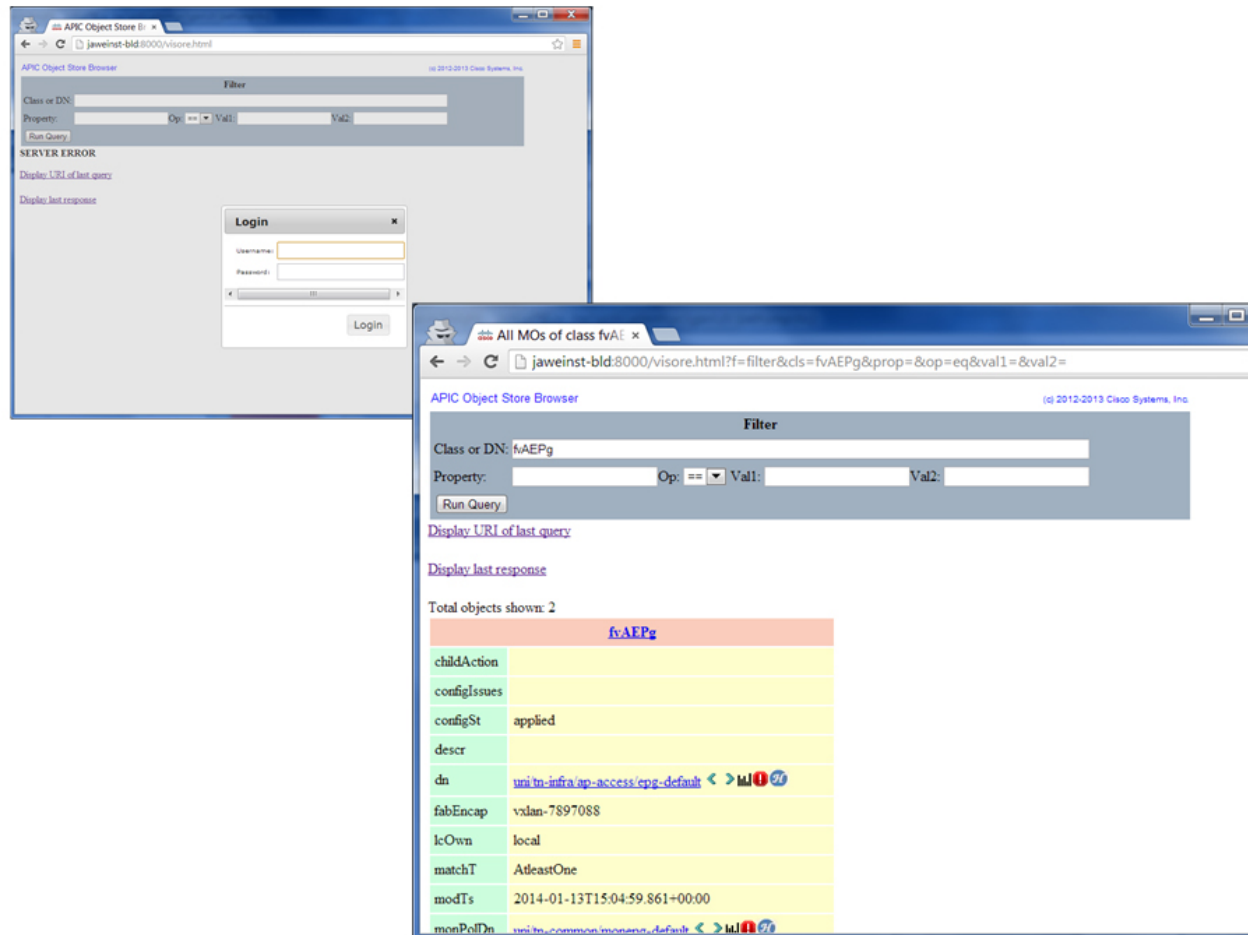 APIC Object Store Br
jaweinst-bld:8000/visore.html
APIC Object Store Browser
(c) 2012-2013 Cisco Systems, Inc.
Filter
Class or DN:
Property: Op: == Val1: Val2:
Run Query
SERVER ERROR
Display URI of last query
Display last response
Login
Username:
Password:
Login
All MOs of class fvAE
jaweinst-bld:8000/visore.html?f=filter&cls=fvAEPg&prop=&op=eq&val1=&val2=
APIC Object Store Browser
(c) 2012-2013 Cisco Systems, Inc.
Filter
Class or DN: fvAEPg
Property: Op: == Val1: Val2:
Run Query
Display URI of last query
Display last response
Total objects shown: 2
fvAEPg
childAction
configIssues
configSt applied
descr
dn uni/tn-infra/ap-access/epg-default
fabEncap vxlan-7897088
lcOwn local
matchT AtleastOne
modTs 2014-01-13T15:04:59.861+00:00
monPolDn uni/tn-common/monepg-default